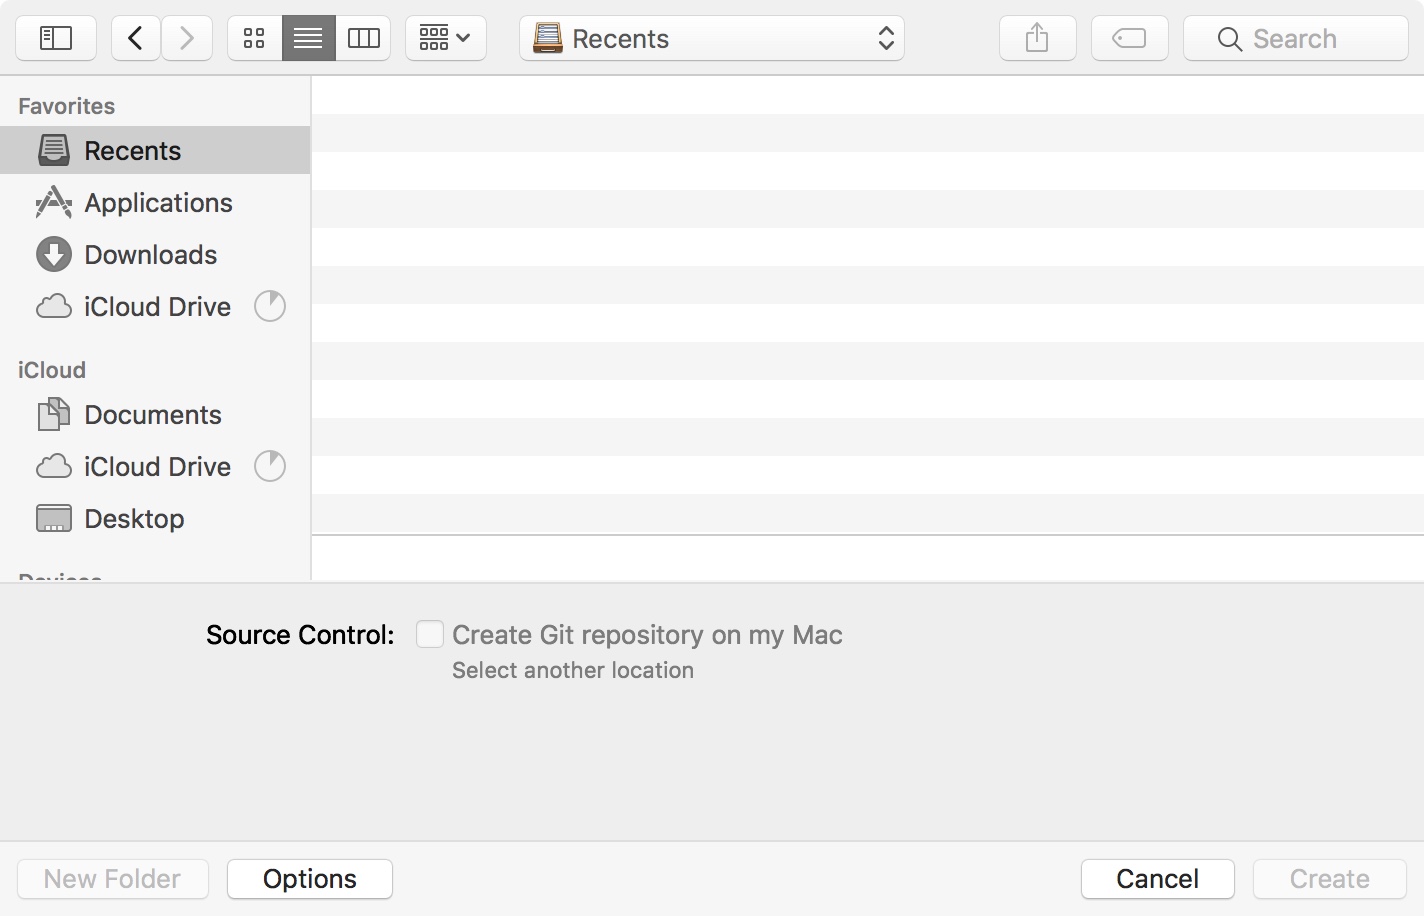 Recents
Search
Favorites
Recents
Applications
Downloads
iCloud Drive
iCloud
Documents
iCloud Drive
Desktop
Devices
Source Control: Create Git repository on my Mac
Select another location
New Folder Options Cancel Create